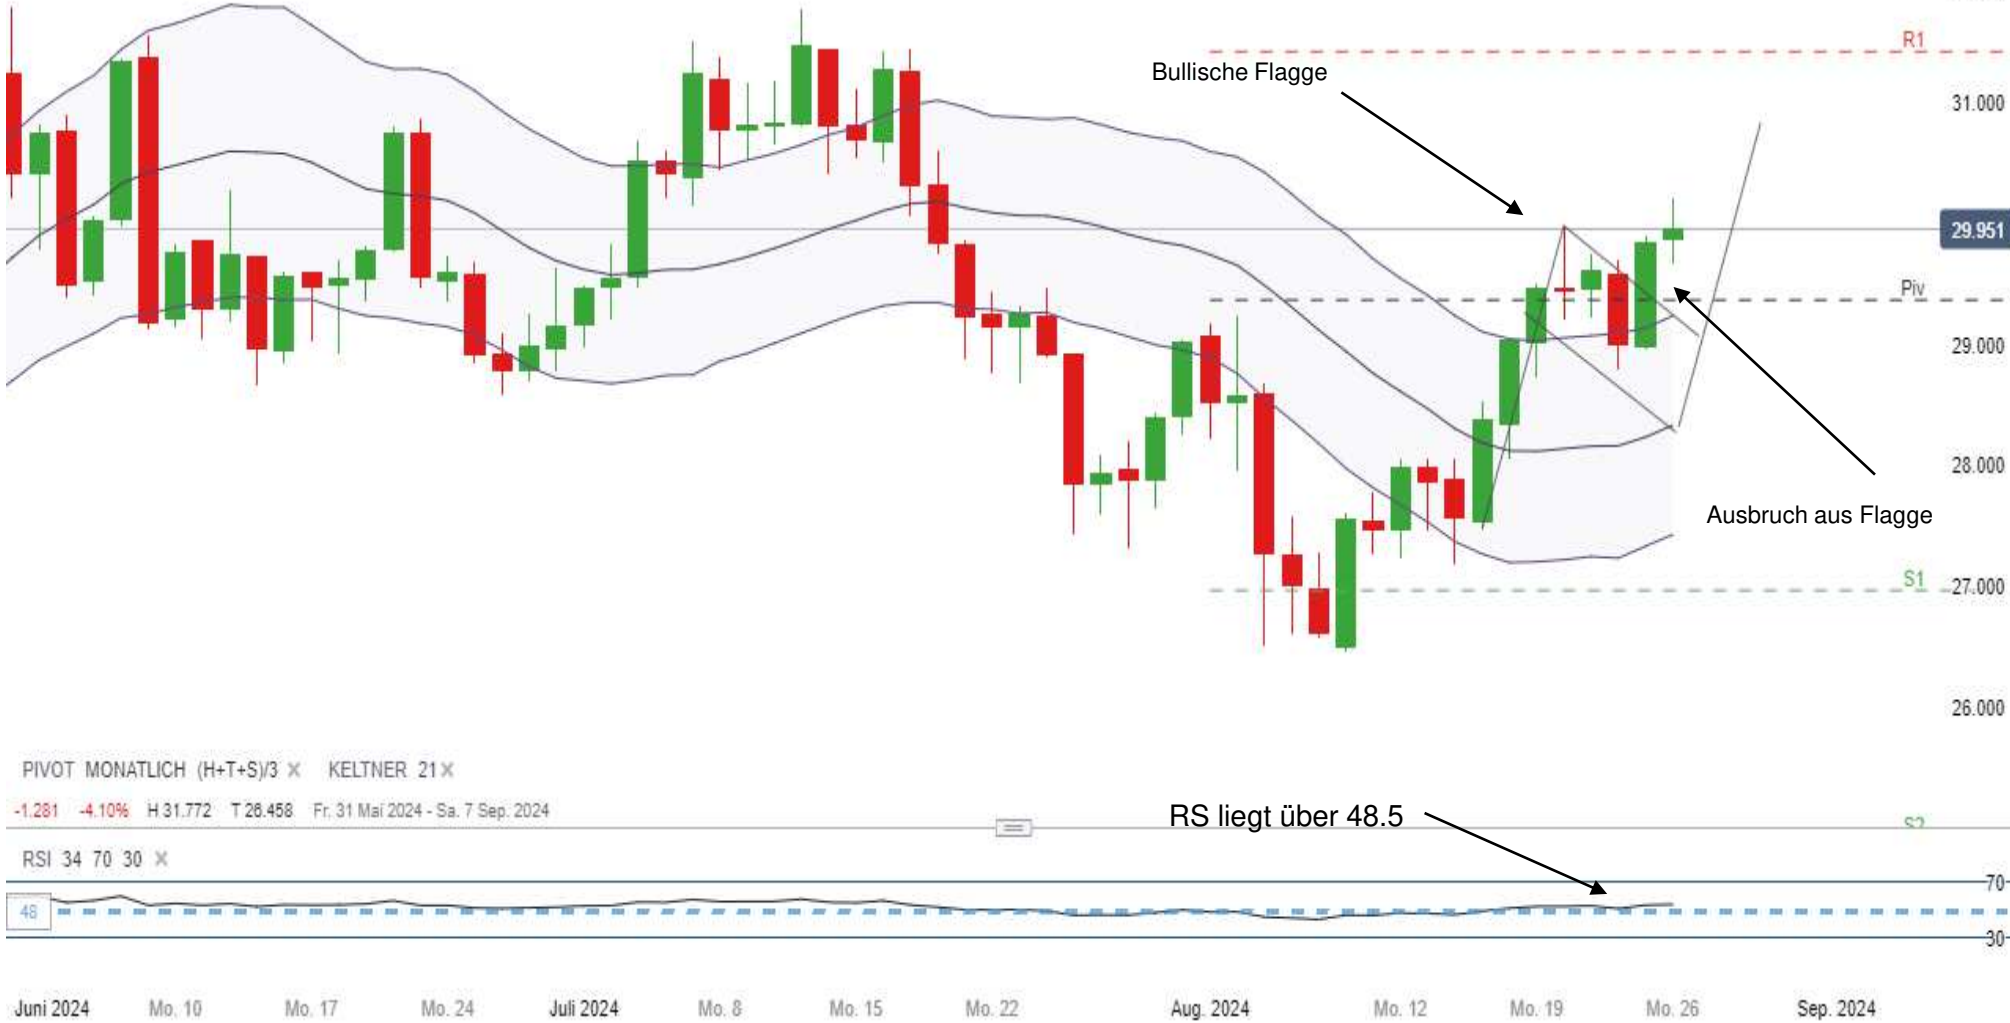 R1
Bullische Flagge
31.000
29.951
Piv
29.000
28.000
Ausbruch aus Flagge
S1
27.000
26.000
PIVOT MONATLICH (H+T+S)/3 × KELTNER 21 ×
-1.281 -4.10% H 31.772 T 26.458 Fr. 31 Mai 2024 - Sa. 7 Sep. 2024
RS liegt über 48.5
S2
RSI 34 70 30 ×
70
48
30
Juni 2024 Mo. 10 Mo. 17 Mo. 24 Juli 2024 Mo. 8 Mo. 15 Mo. 22 Aug. 2024 Mo. 12 Mo. 19 Mo. 26 Sep. 2024